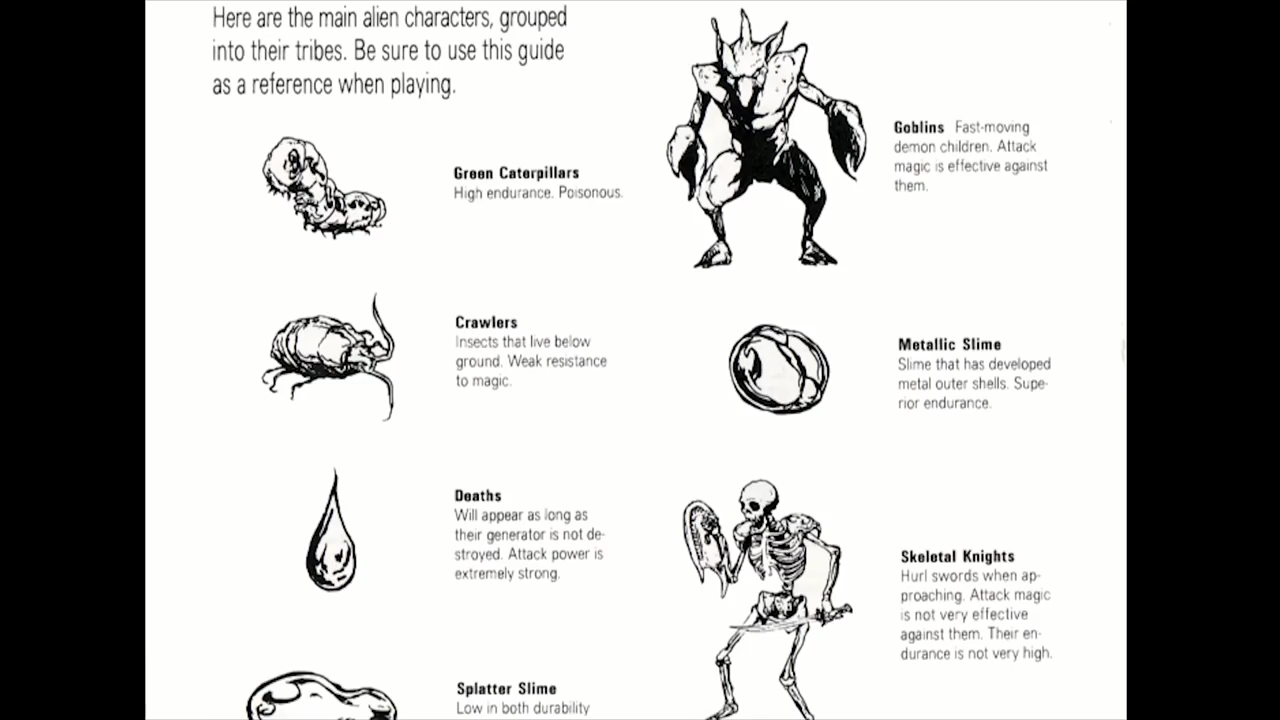 Here are the main alien characters, grouped
into their tribes. Be sure to use this guide
as a reference when playing.
Green Caterpillars
High endurance. Poisonous.
Crawlers
Insects that live below
ground. Weak resistance
to magic.
Deaths
Will appear as long as
their generator is not de-
stroyed. Attack power is
extremely strong.
Splatter Slime
Low in both durability
Goblins Fast-moving
demon children. Attack
magic is effective against
them.
Metallic Slime
Slime that has developed
metal outer shells. Supe-
rior endurance.
Skeletal Knights
Hurl swords when ap-
proaching. Attack magic
is not very effective
against them. Their en-
durance is not very high.